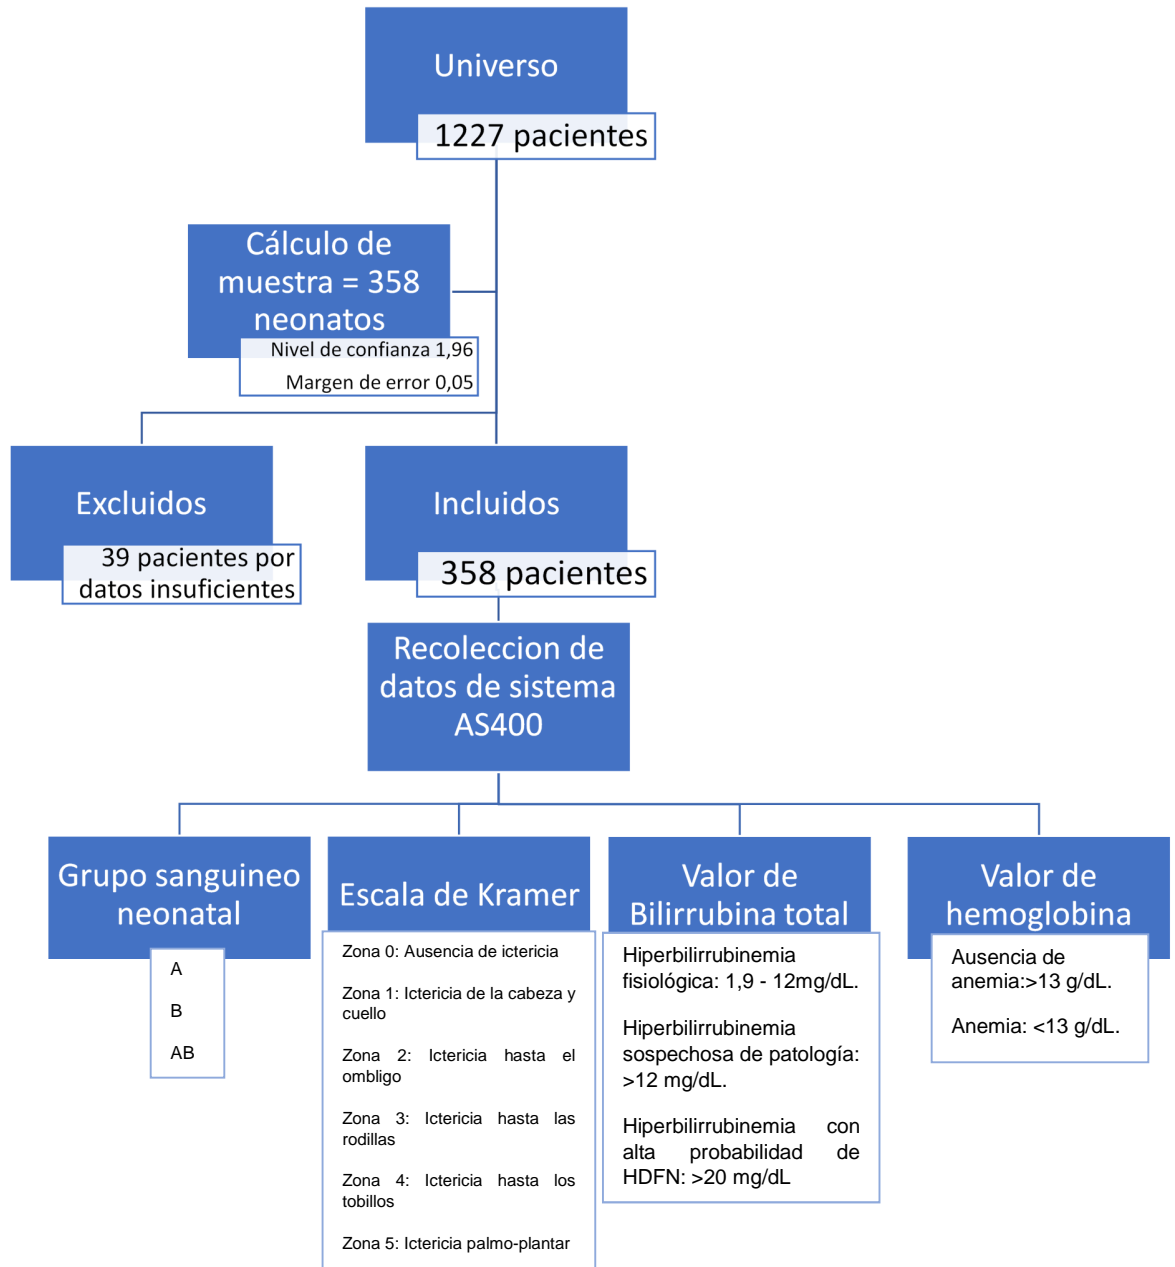 Universo
1227 pacientes
Cálculo de
muestra = 358
neonatos
Nivel de confianza 1,96
Margen de error 0,05
Excluidos
39 pacientes por
datos insuficientes
Incluidos
358 pacientes
Recoleccion de
datos de sistema
AS400
Grupo sanguineo
neonatal
A
B
AB
Escala de Kramer
Zona 0: Ausencia de ictericia
Zona 1: Ictericia de la cabeza y
cuello
Zona 2: Ictericia hasta el
ombligo
Zona 3: Ictericia hasta las
rodillas
Zona 4: Ictericia hasta los
tobillos
Zona 5: Ictericia palmo-plantar
Valor de
Bilirrubina total
Hiperbilirrubinemia
fisiológica: 1,9 - 12mg/dL.
Hiperbilirrubinemia
sospechosa de patología:
>12 mg/dL.
Hiperbilirrubinemia con
alta probabilidad de
HDFN: >20 mg/dL
Valor de
hemoglobina
Ausencia de
anemia:>13 g/dL.
Anemia: <13 g/dL.